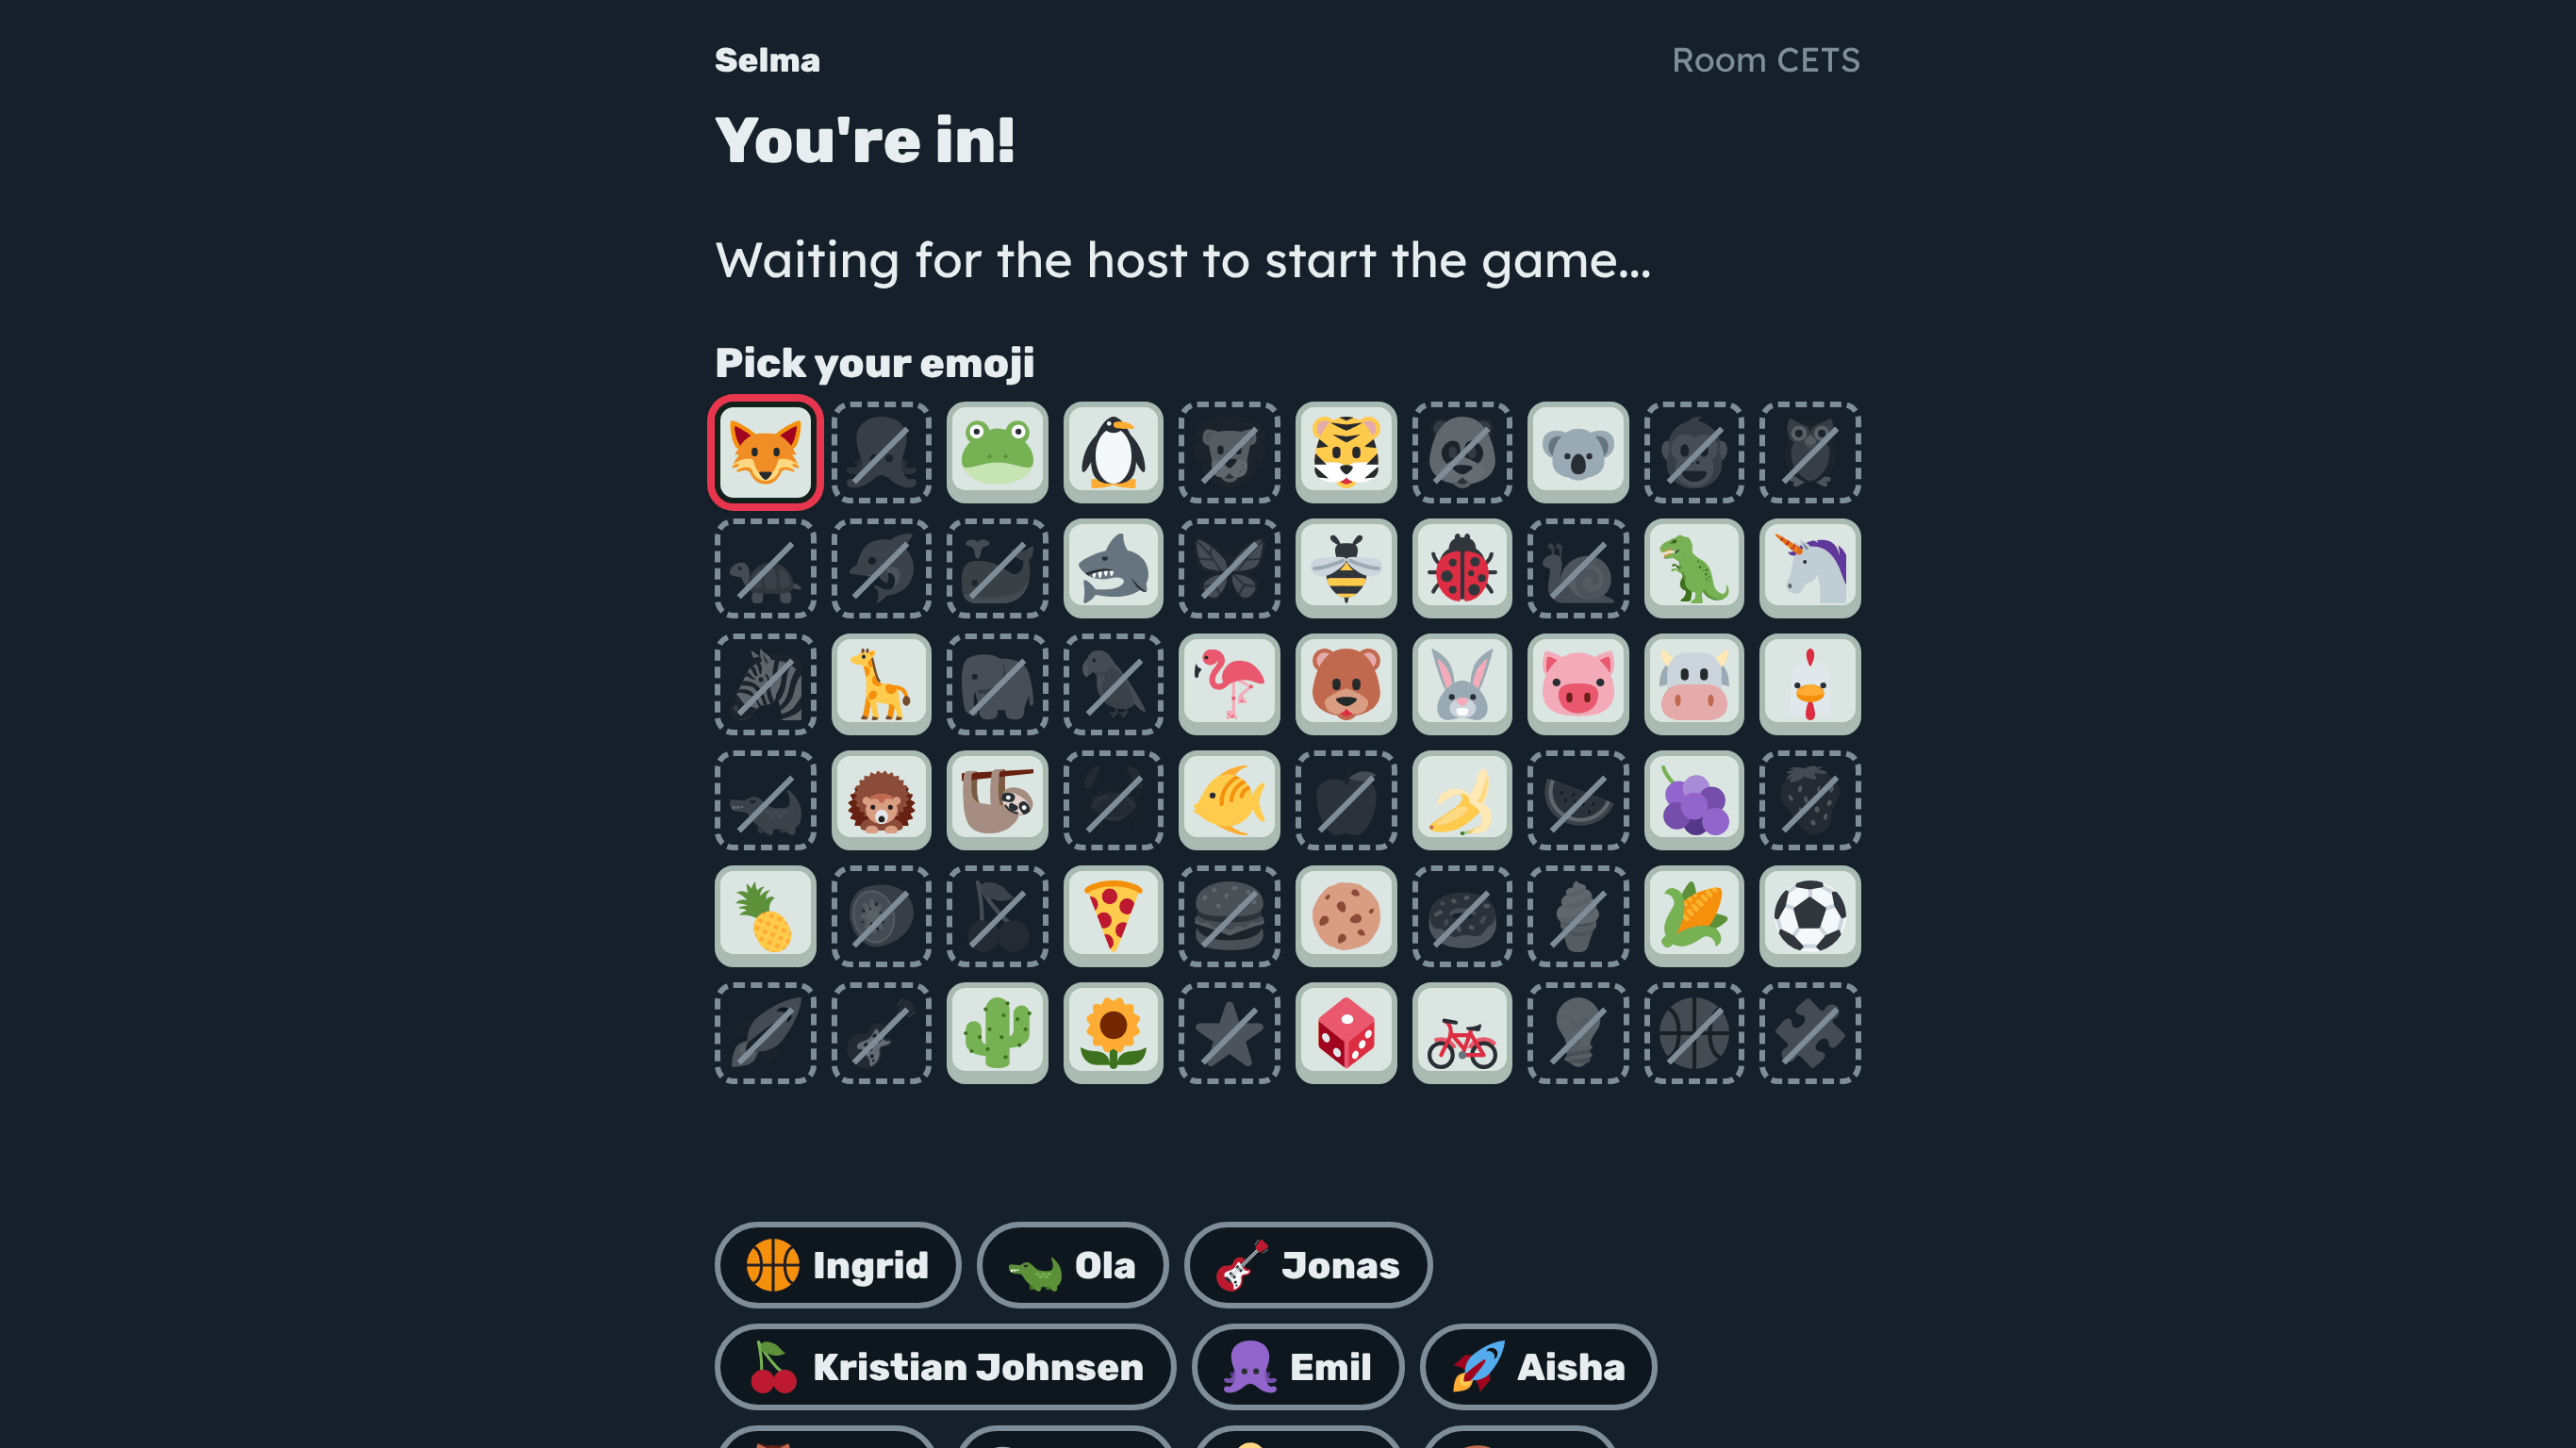 Selma
Room CETS
You're in!
Waiting for the host to start the game...
Pick your emoji
Ingrid
Ola
Jonas
Kristian Johnsen
Emil
Aisha